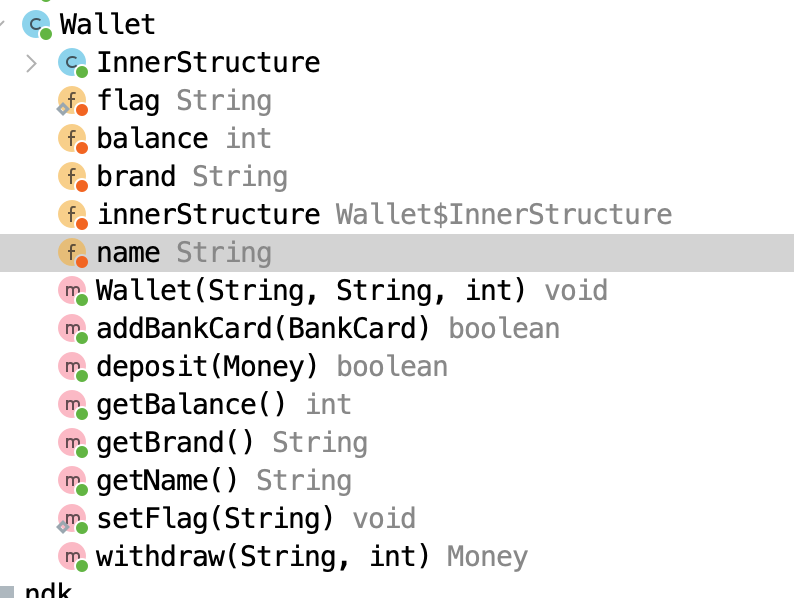 Wallet
InnerStructure
flag String
balance int
brand String
innerStructure Wallet$InnerStructure
name String
Wallet(String, String, int) void
addBankCard(BankCard) boolean
deposit(Money) boolean
getBalance() int
getBrand() String
getName() String
setFlag(String) void
withdraw(String, int) Money
ndk